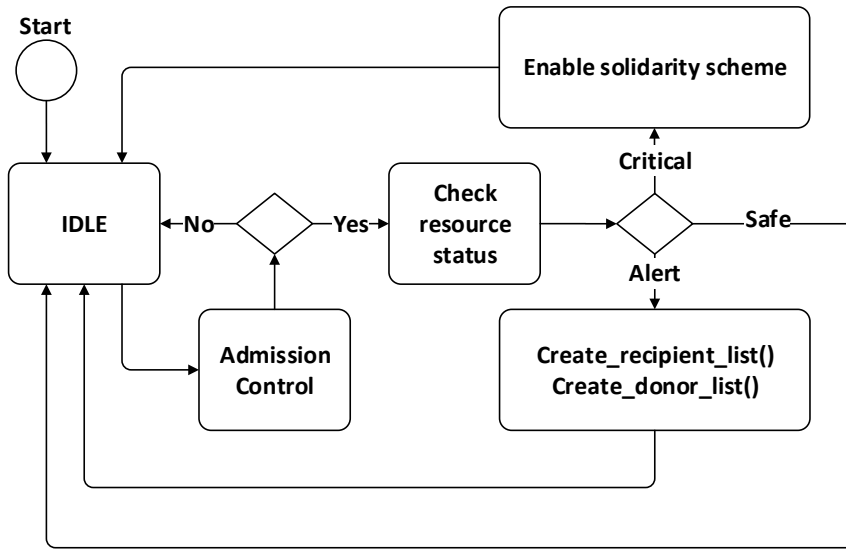 Start
Enable solidarity scheme
Critical
IDLE
No
Yes
Check
resource
status
Safe
Alert
Admission
Control
Create_recipient_list()
Create_donor_list()